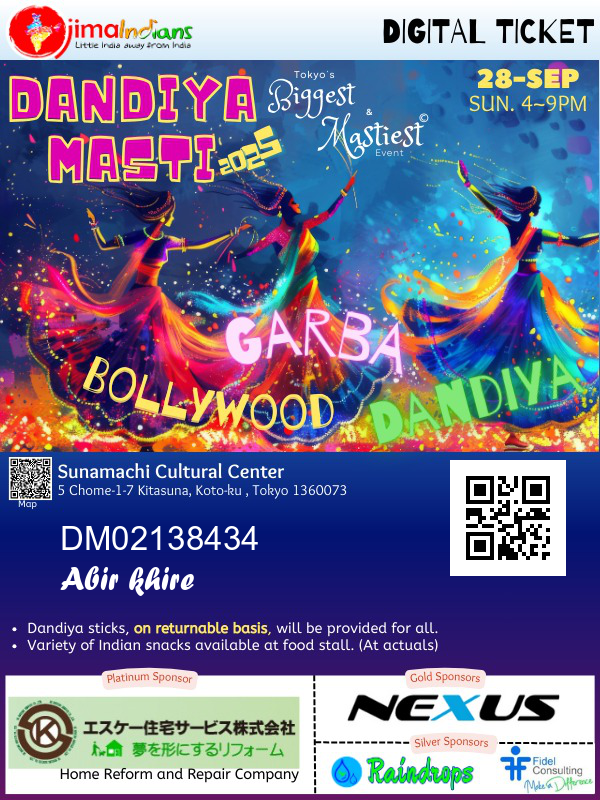 OjimaIndians
Little India away from India
DIGITAL TICKET
DANDIYA
MASTI 2025
Tokyo's
Biggest
&
Mastiest©
Event
28-SEP
SUN. 4~9PM
GARBA
BOLLYWOOD
DANDIYA
Map
Sunamachi Cultural Center
5 Chome-1-7 Kitasuna, Koto-ku , Tokyo 1360073
DM02138434
Abir khire
• Dandiya sticks, on returnable basis, will be provided for all.
• Variety of Indian snacks available at food stall. (At actuals)
Platinum Sponsor
SK
エスケー住宅サービス株式会社
夢を形にするリフォーム
Home Reform and Repair Company
Gold Sponsors
NEXUS
Silver Sponsors
Raindrops
Fidel
Consulting
Make a Difference